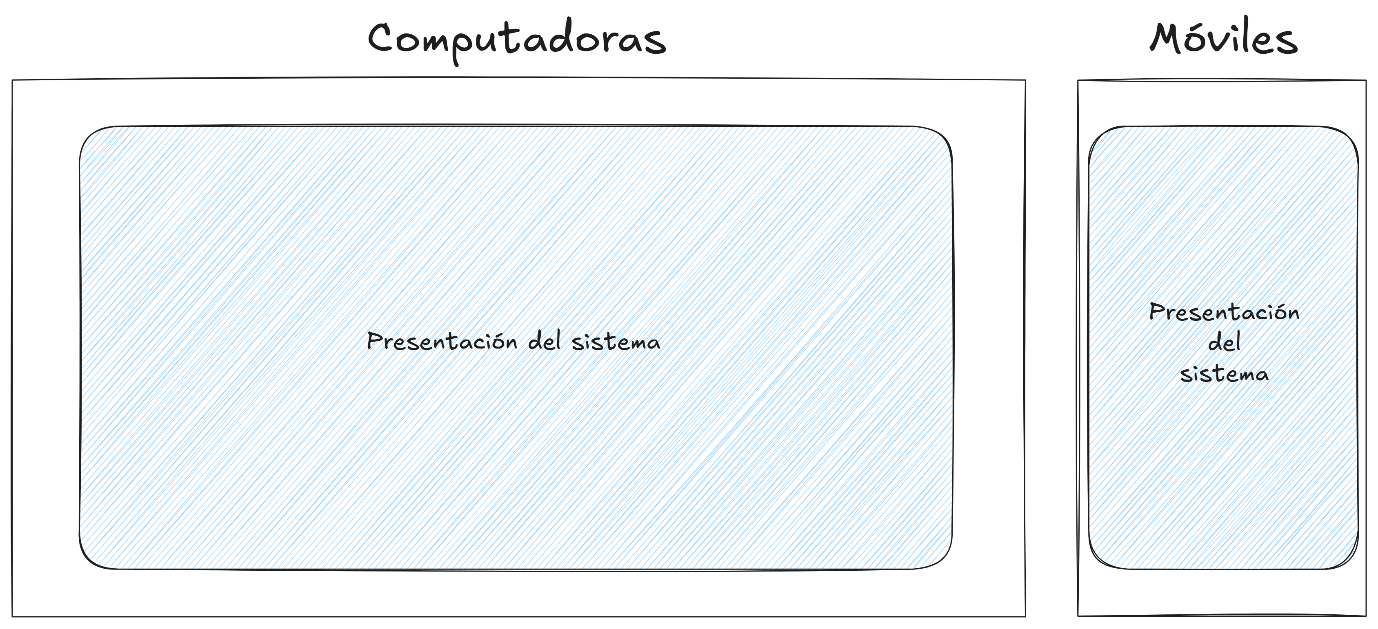 Computadoras
Móviles
Presentación del sistema
Presentación
del
sistema